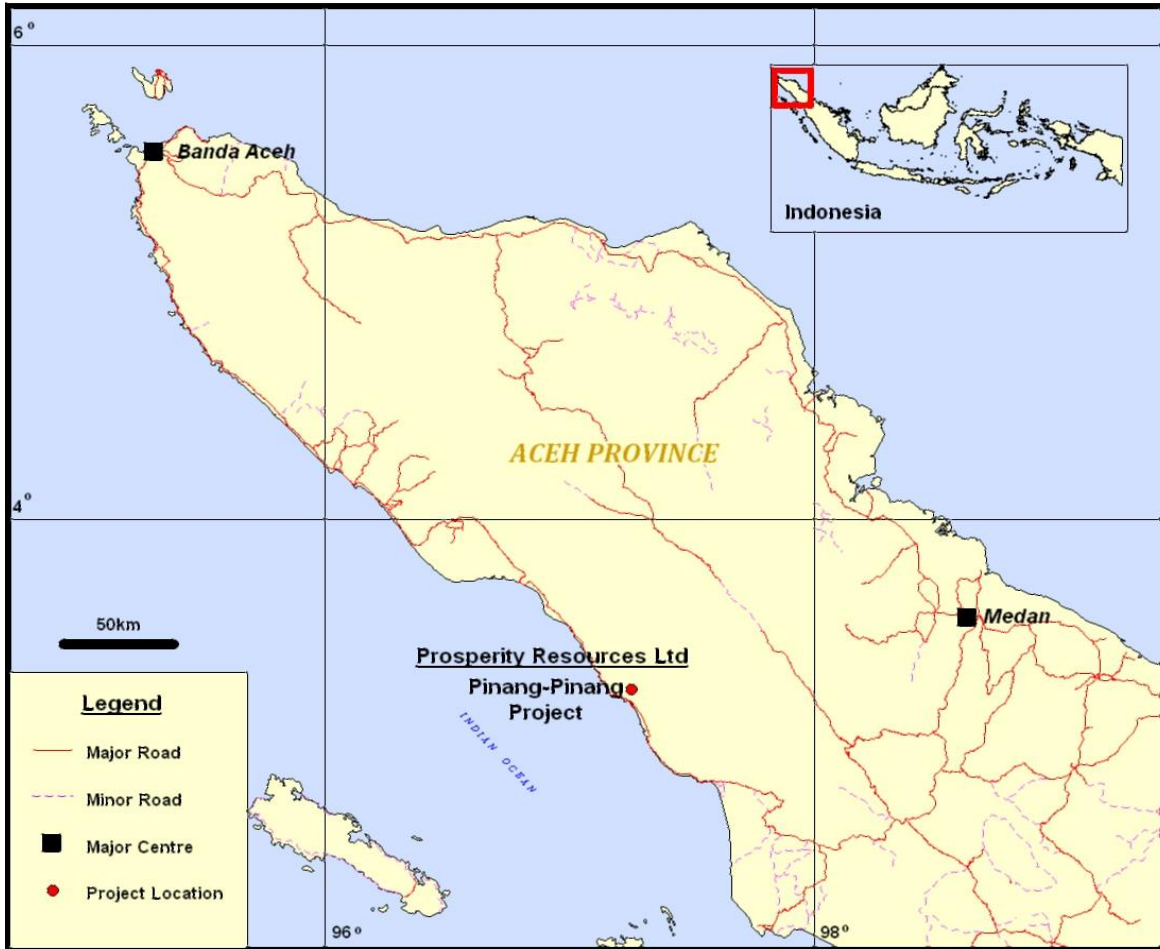 6°
Banda Aceh
Indonesia
ACEH PROVINCE
4°
Medan
50km
Prosperity Resources Ltd
Pinang-Pinang
Project
INDIAN OCEAN
Legend
Major Road
Minor Road
Major Centre
Project Location
96°
98°